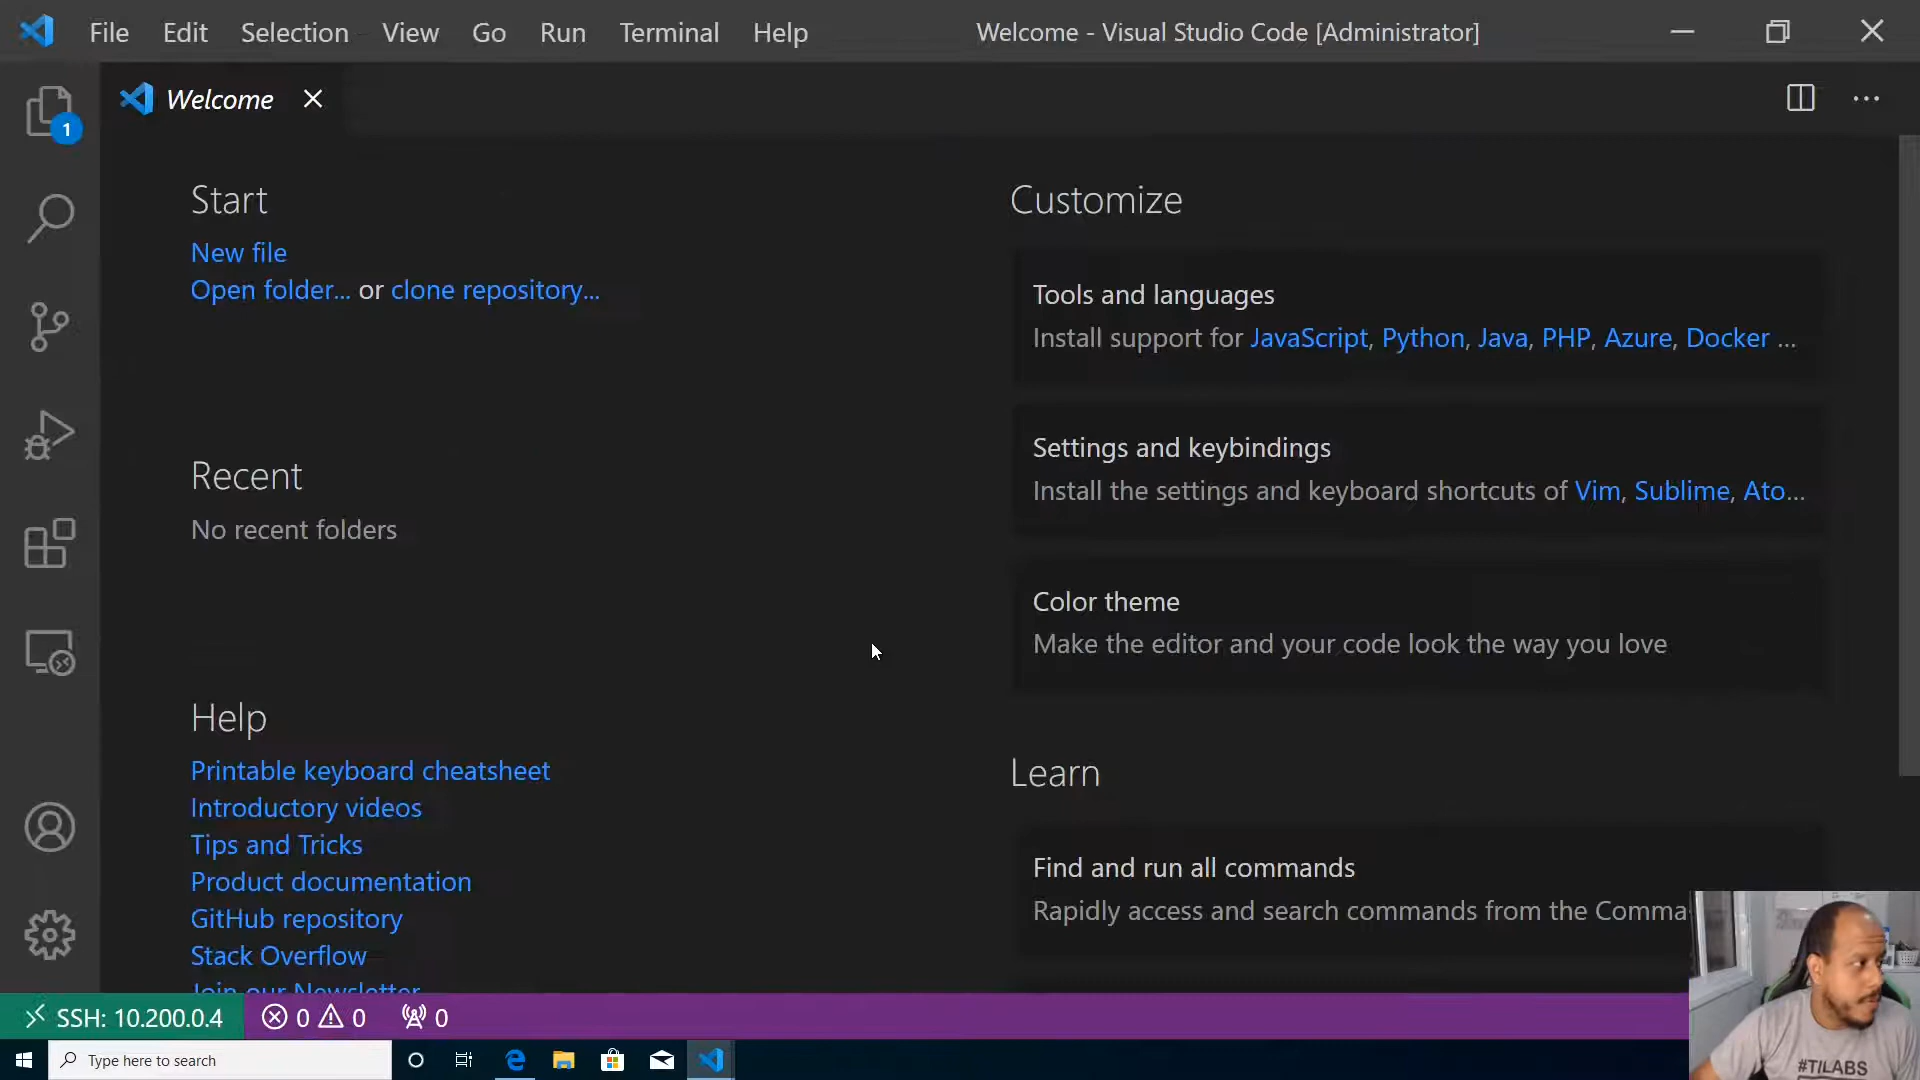 File Edit Selection View Go Run Terminal Help
Welcome - Visual Studio Code [Administrator]
1
Welcome
Start
New file
Open folder... or clone repository...
Recent
No recent folders
Help
Printable keyboard cheatsheet
Introductory videos
Tips and Tricks
Product documentation
GitHub repository
Stack Overflow
Join our Newsletter
Customize
Tools and languages
Install support for JavaScript, Python, Java, PHP, Azure, Docker ...
Settings and keybindings
Install the settings and keyboard shortcuts of Vim, Sublime, Ato...
Color theme
Make the editor and your code look the way you love
Learn
Find and run all commands
Rapidly access and search commands from the Comma
SSH: 10.200.0.4
0 0 0
Type here to search
#TILABS